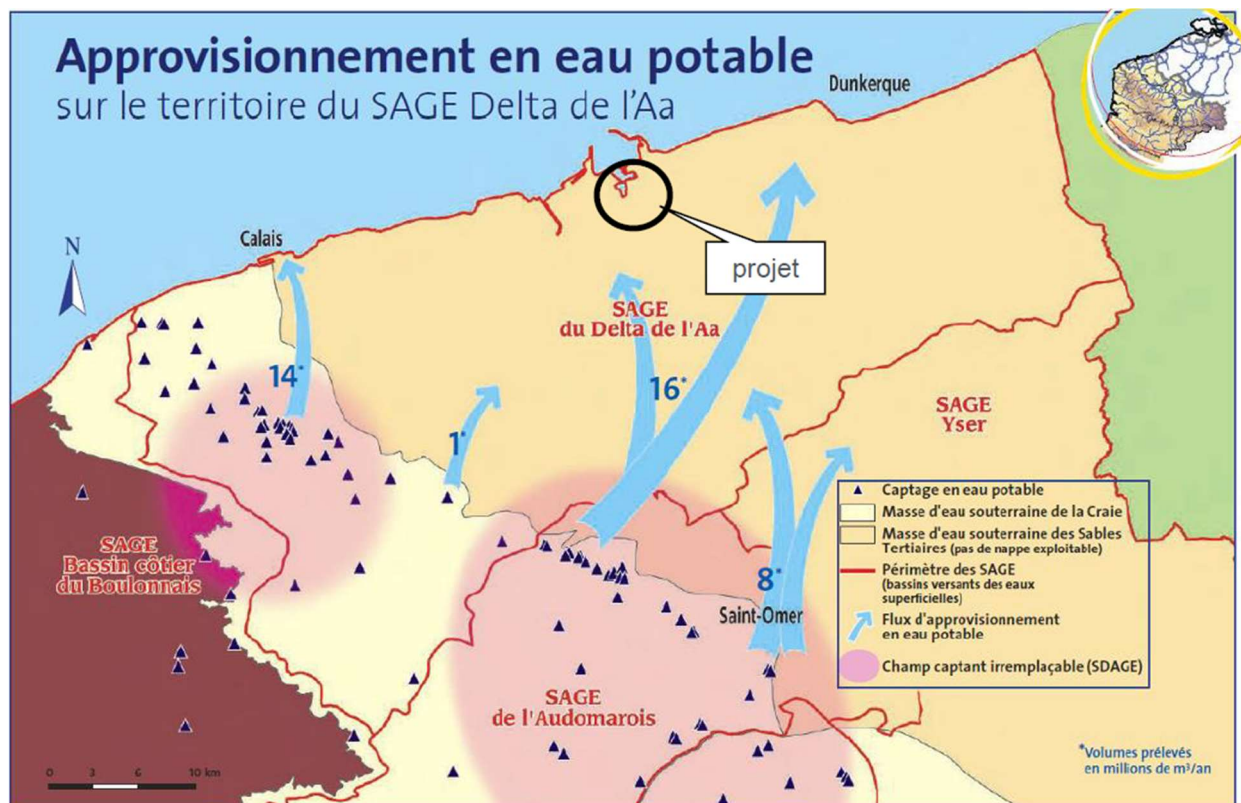 Approvisionnement en eau potable
sur le territoire du SAGE Delta de l'Aa
Dunkerque
Calais
N
projet
SAGE
du Delta de l'Aa
14*
16*
1*
SAGE
Yser
SAGE
Bassin côtier
du Boulonnais
8*
Saint-Omer
SAGE
de l'Audomarois
Captage en eau potable
Masse d'eau souterraine de la Craie
Masse d'eau souterraine des Sables
Tertiaires (pas de nappe exploitable)
Périmètre des SAGE
(bassins versants des eaux
superficielles)
Flux d'approvisionnement
en eau potable
Champ captant irremplaçable (SDAGE)
*Volumes prélevés
en millions de m³/an
0 3 6 10 km